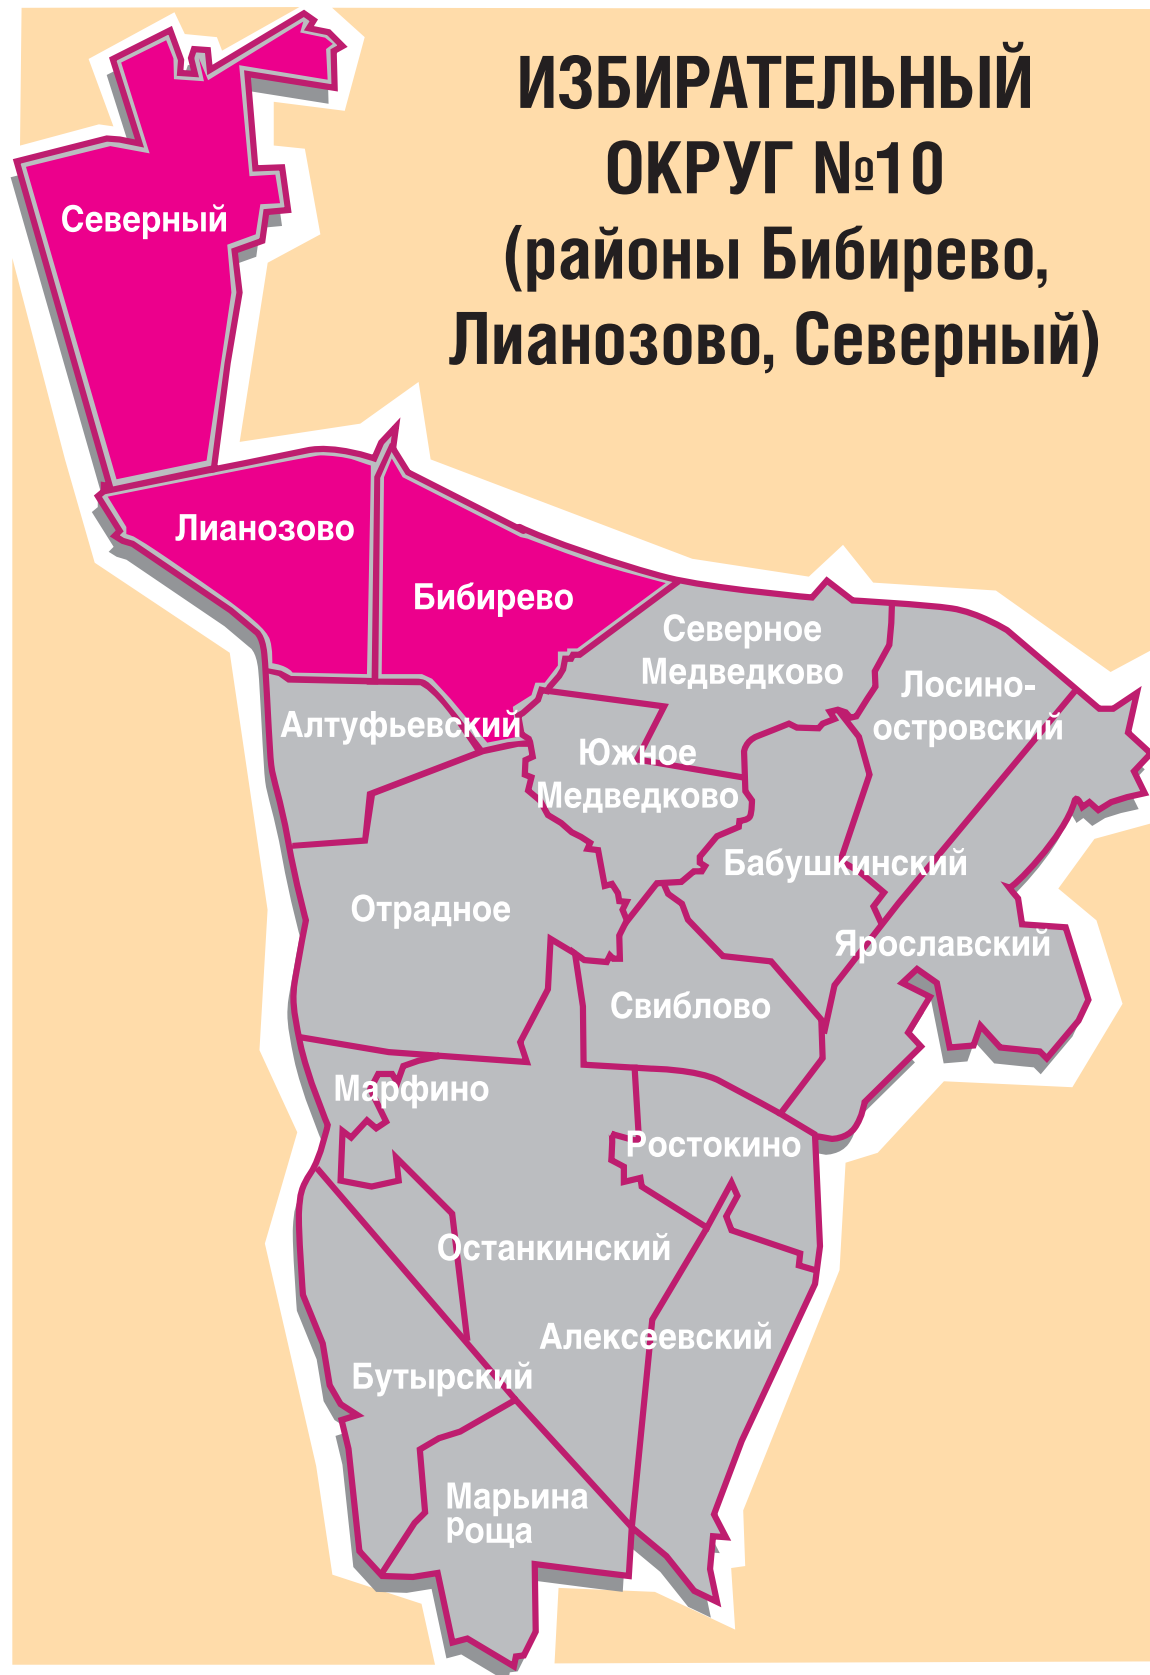 ИЗБИРАТЕЛЬНЫЙ
ОКРУГ №10
(районы Бибирево,
Лианозово, Северный)
Северный
Лианозово
Бибирево
Северное
Медведково
Лосино-
островский
Алтуфьевский
Южное
Медведково
Бабушкинский
Отрадное
Ярославский
Свиблово
Марфино
Ростокино
Останкинский
Алексеевский
Бутырский
Марьина
роща